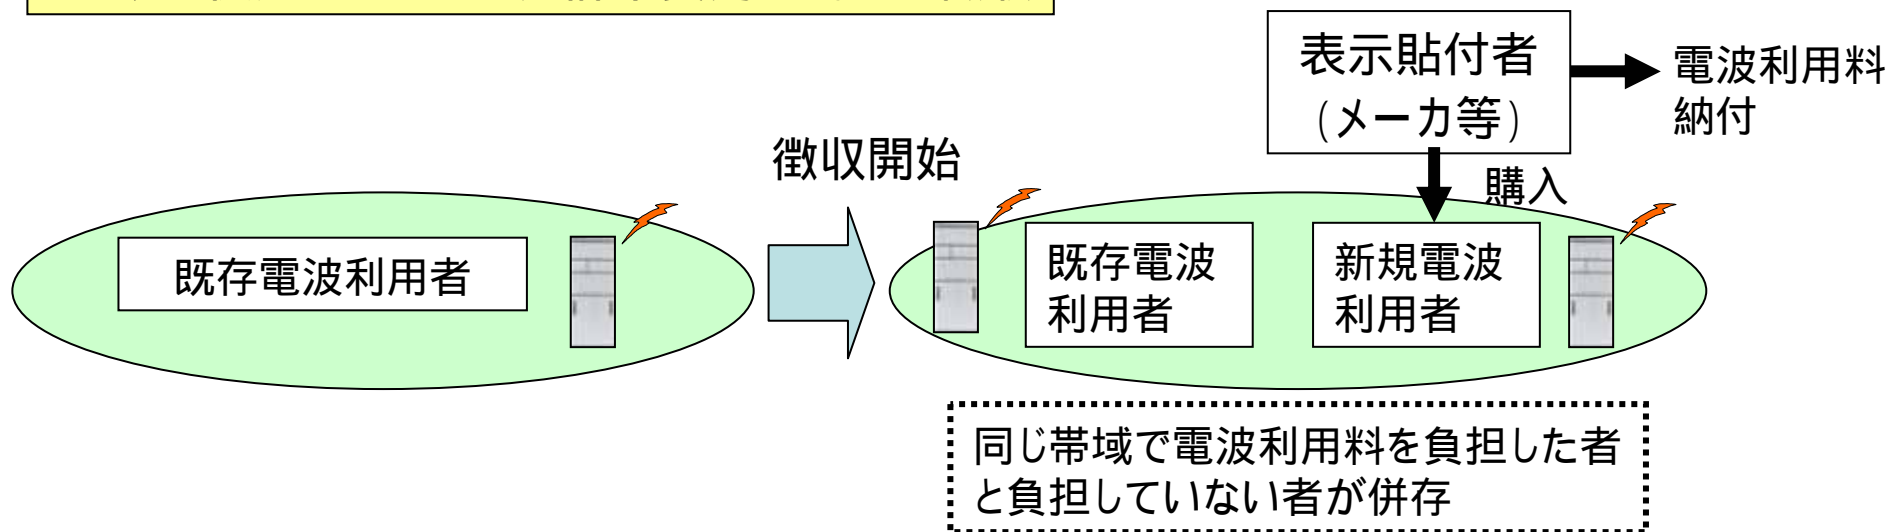 表示貼付者
(メーカ等)
電波利用料
納付
徴収開始
購入
既存電波利用者
既存電波
利用者
新規電波
利用者
同じ帯域で電波利用料を負担した者
と負担していない者が併存